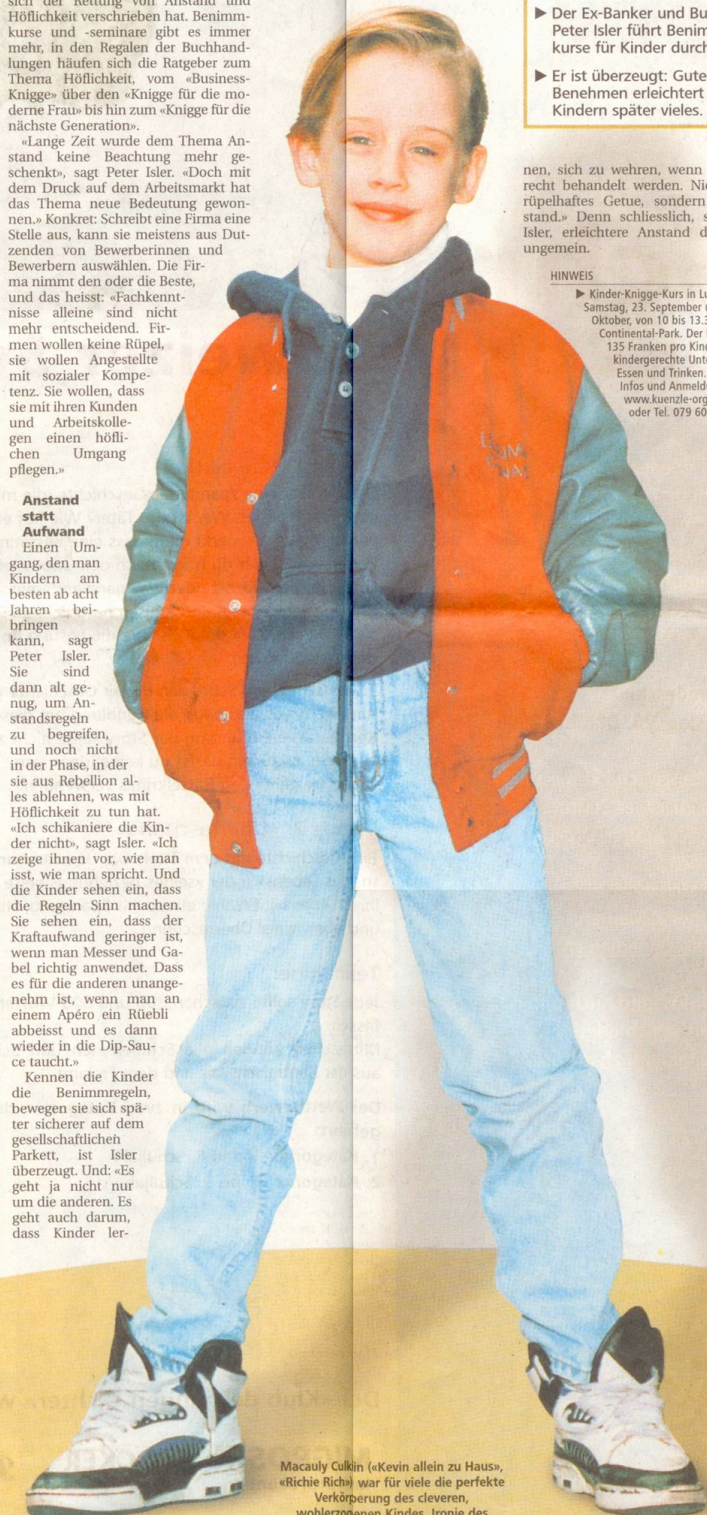 sich der Rettung von Anstand und
Höflichkeit verschrieben hat. Benimm-
kurse und -seminare gibt es immer
mehr, in den Regalen der Buchhand-
lungen häufen sich die Ratgeber zum
Thema Höflichkeit, vom «Business-
Knigge» über den «Knigge für die mo-
derne Frau» bis hin zum «Knigge für die
nächste Generation».
«Lange Zeit wurde dem Thema An-
stand keine Beachtung mehr ge-
schenkt», sagt Peter Isler. «Doch mit
dem Druck auf dem Arbeitsmarkt hat
das Thema neue Bedeutung gewon-
nen.» Konkret: Schreibt eine Firma eine
Stelle aus, kann sie meistens aus Dut-
zenden von Bewerberinnen und
Bewerbern auswählen. Die Fir-
ma nimmt den oder die Beste,
und das heisst: «Fachkennt-
nisse alleine sind nicht
mehr entscheidend. Fir-
men wollen keine Rüpel,
sie wollen Angestellte
mit sozialer Kompe-
tenz. Sie wollen, dass
sie mit ihren Kunden
und Arbeitskolle-
gen einen höfli-
chen Umgang
pflegen.»
Anstand
statt
Aufwand
Einen Um-
gang, den man
Kindern am
besten ab acht
Jahren bei-
bringen
kann, sagt
Peter Isler.
Sie sind
dann alt ge-
nug, um An-
standsregeln
zu begreifen,
und noch nicht
in der Phase, in der
sie aus Rebellion al-
les ablehnen, was mit
Höflichkeit zu tun hat.
«Ich schikaniere die Kin-
der nicht», sagt Isler. «Ich
zeige ihnen vor, wie man
isst, wie man spricht. Und
die Kinder sehen ein, dass
die Regeln Sinn machen.
Sie sehen ein, dass der
Kraftaufwand geringer ist,
wenn man Messer und Ga-
bel richtig anwendet. Dass
es für die anderen unange-
nehm ist, wenn man an
einem Apéro ein Rüebli
abbeisst und es dann
wieder in die Dip-Sau-
ce taucht.»
Kennen die Kinder
die Benimmregeln,
bewegen sie sich spä-
ter sicherer auf dem
gesellschaftlichen
Parkett, ist Isler
überzeugt. Und: «Es
geht ja nicht nur
um die anderen. Es
geht auch darum,
dass Kinder ler-
▶ Der Ex-Banker und Bu
Peter Isler führt Benim
kurse für Kinder durch
▶ Er ist überzeugt: Gute
Benehmen erleichtert
Kindern später vieles.
nen, sich zu wehren, wenn
recht behandelt werden. Nic
rüpelhaftes Getue, sondern
stand.» Denn schliesslich, s
Isler, erleichtere Anstand d
ungemein.
HINWEIS
▶ Kinder-Knigge-Kurs in Lu
Samstag, 23. September
Oktober, von 10 bis 13.3
Continental-Park. Der
135 Franken pro Kind
kindergerechte Unte
Essen und Trinken.
Infos und Anmeld
www.kuenzle-org
oder Tel. 079 60
Macauly Culkin («Kevin allein zu Haus»,
«Richie Rich») war für viele die perfekte
Verkörperung des cleveren,
wohlerzogenen Kindes. Ironie des